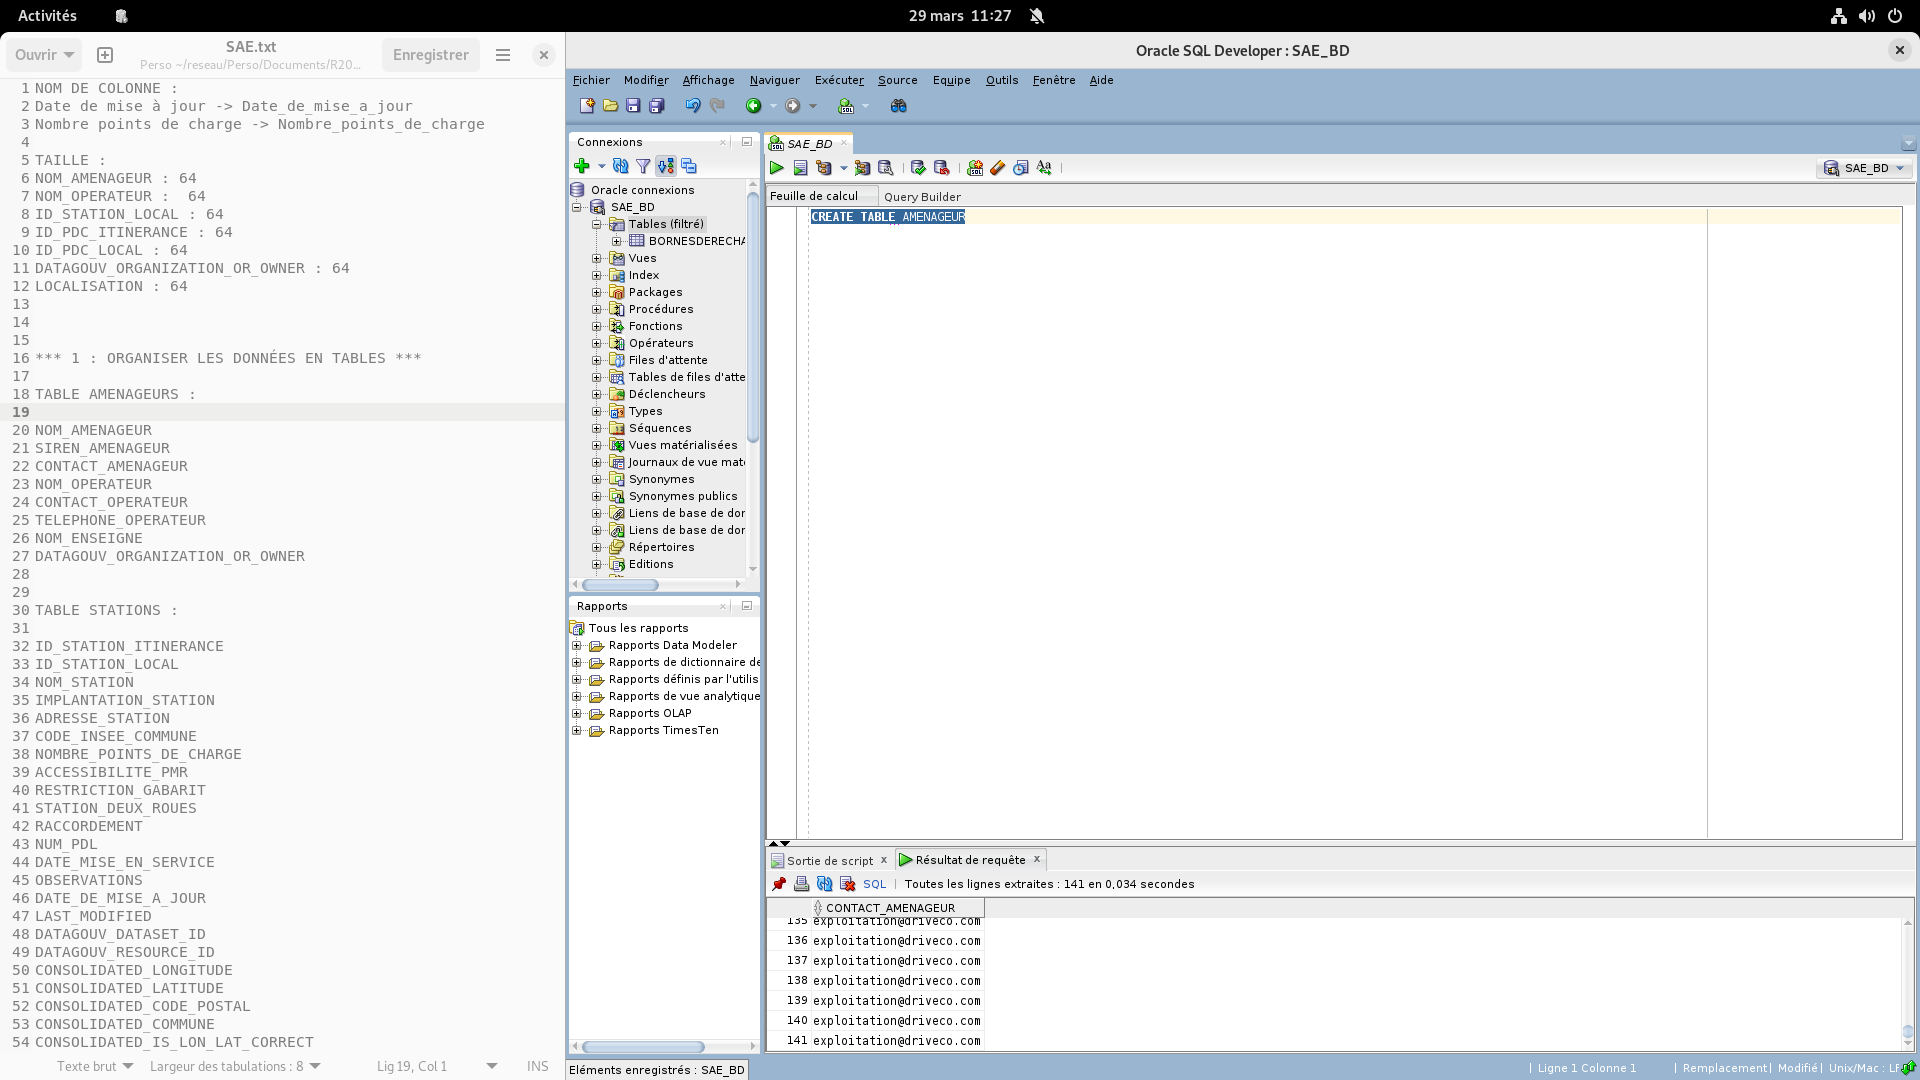 Activités
29 mars 11:27
Ouvrir
SAE.txt
Perso ~/reseau/Perso/Documents/R20…
Enregistrer
1 NOM DE COLONNE :
2 Date de mise à jour -> Date_de_mise_a_jour
3 Nombre points de charge -> Nombre_points_de_charge
4
5 TAILLE :
6 NOM_AMENAGEUR : 64
7 NOM_OPERATEUR :  64
8 ID_STATION_LOCAL : 64
9 ID_PDC_ITINERANCE : 64
10 ID_PDC_LOCAL : 64
11 DATAGOUV_ORGANIZATION_OR_OWNER : 64
12 LOCALISATION : 64
13
14
15
16 *** 1 : ORGANISER LES DONNÉES EN TABLES ***
17
18 TABLE AMENAGEURS :
19
20 NOM_AMENAGEUR
21 SIREN_AMENAGEUR
22 CONTACT_AMENAGEUR
23 NOM_OPERATEUR
24 CONTACT_OPERATEUR
25 TELEPHONE_OPERATEUR
26 NOM_ENSEIGNE
27 DATAGOUV_ORGANIZATION_OR_OWNER
28
29
30 TABLE STATIONS :
31
32 ID_STATION_ITINERANCE
33 ID_STATION_LOCAL
34 NOM_STATION
35 IMPLANTATION_STATION
36 ADRESSE_STATION
37 CODE_INSEE_COMMUNE
38 NOMBRE_POINTS_DE_CHARGE
39 ACCESSIBILITE_PMR
40 RESTRICTION_GABARIT
41 STATION_DEUX_ROUES
42 RACCORDEMENT
43 NUM_PDL
44 DATE_MISE_EN_SERVICE
45 OBSERVATIONS
46 DATE_DE_MISE_A_JOUR
47 LAST_MODIFIED
48 DATAGOUV_DATASET_ID
49 DATAGOUV_RESOURCE_ID
50 CONSOLIDATED_LONGITUDE
51 CONSOLIDATED_LATITUDE
52 CONSOLIDATED_CODE_POSTAL
53 CONSOLIDATED_COMMUNE
54 CONSOLIDATED_IS_LON_LAT_CORRECT
Texte brut
Largeur des tabulations : 8
Lig 19, Col 1
INS
Oracle SQL Developer : SAE_BD
Fichier Modifier Affichage Naviguer Exécuter Source Equipe Outils Fenêtre Aide
Connexions
Oracle connexions
SAE_BD
Tables (filtré)
BORNESDERECHA
Vues
Index
Packages
Procédures
Fonctions
Opérateurs
Files d'attente
Tables de files d'atte
Déclencheurs
Types
Séquences
Vues matérialisées
Journaux de vue mat
Synonymes
Synonymes publics
Liens de base de dor
Liens de base de dor
Répertoires
Editions
Rapports
Tous les rapports
Rapports Data Modeler
Rapports de dictionnaire de
Rapports définis par l'utilis
Rapports de vue analytique
Rapports OLAP
Rapports TimesTen
Eléments enregistrés : SAE_BD
SAE_BD
SAE_BD
Feuille de calcul
Query Builder
CREATE TABLE AMENAGEUR
Sortie de script
Résultat de requête
SQL
Toutes les lignes extraites : 141 en 0,034 secondes
CONTACT_AMENAGEUR
135 exploitation@driveco.com
136 exploitation@driveco.com
137 exploitation@driveco.com
138 exploitation@driveco.com
139 exploitation@driveco.com
140 exploitation@driveco.com
141 exploitation@driveco.com
Ligne 1 Colonne 1
Remplacement
Modifié
Unix/Mac : LF